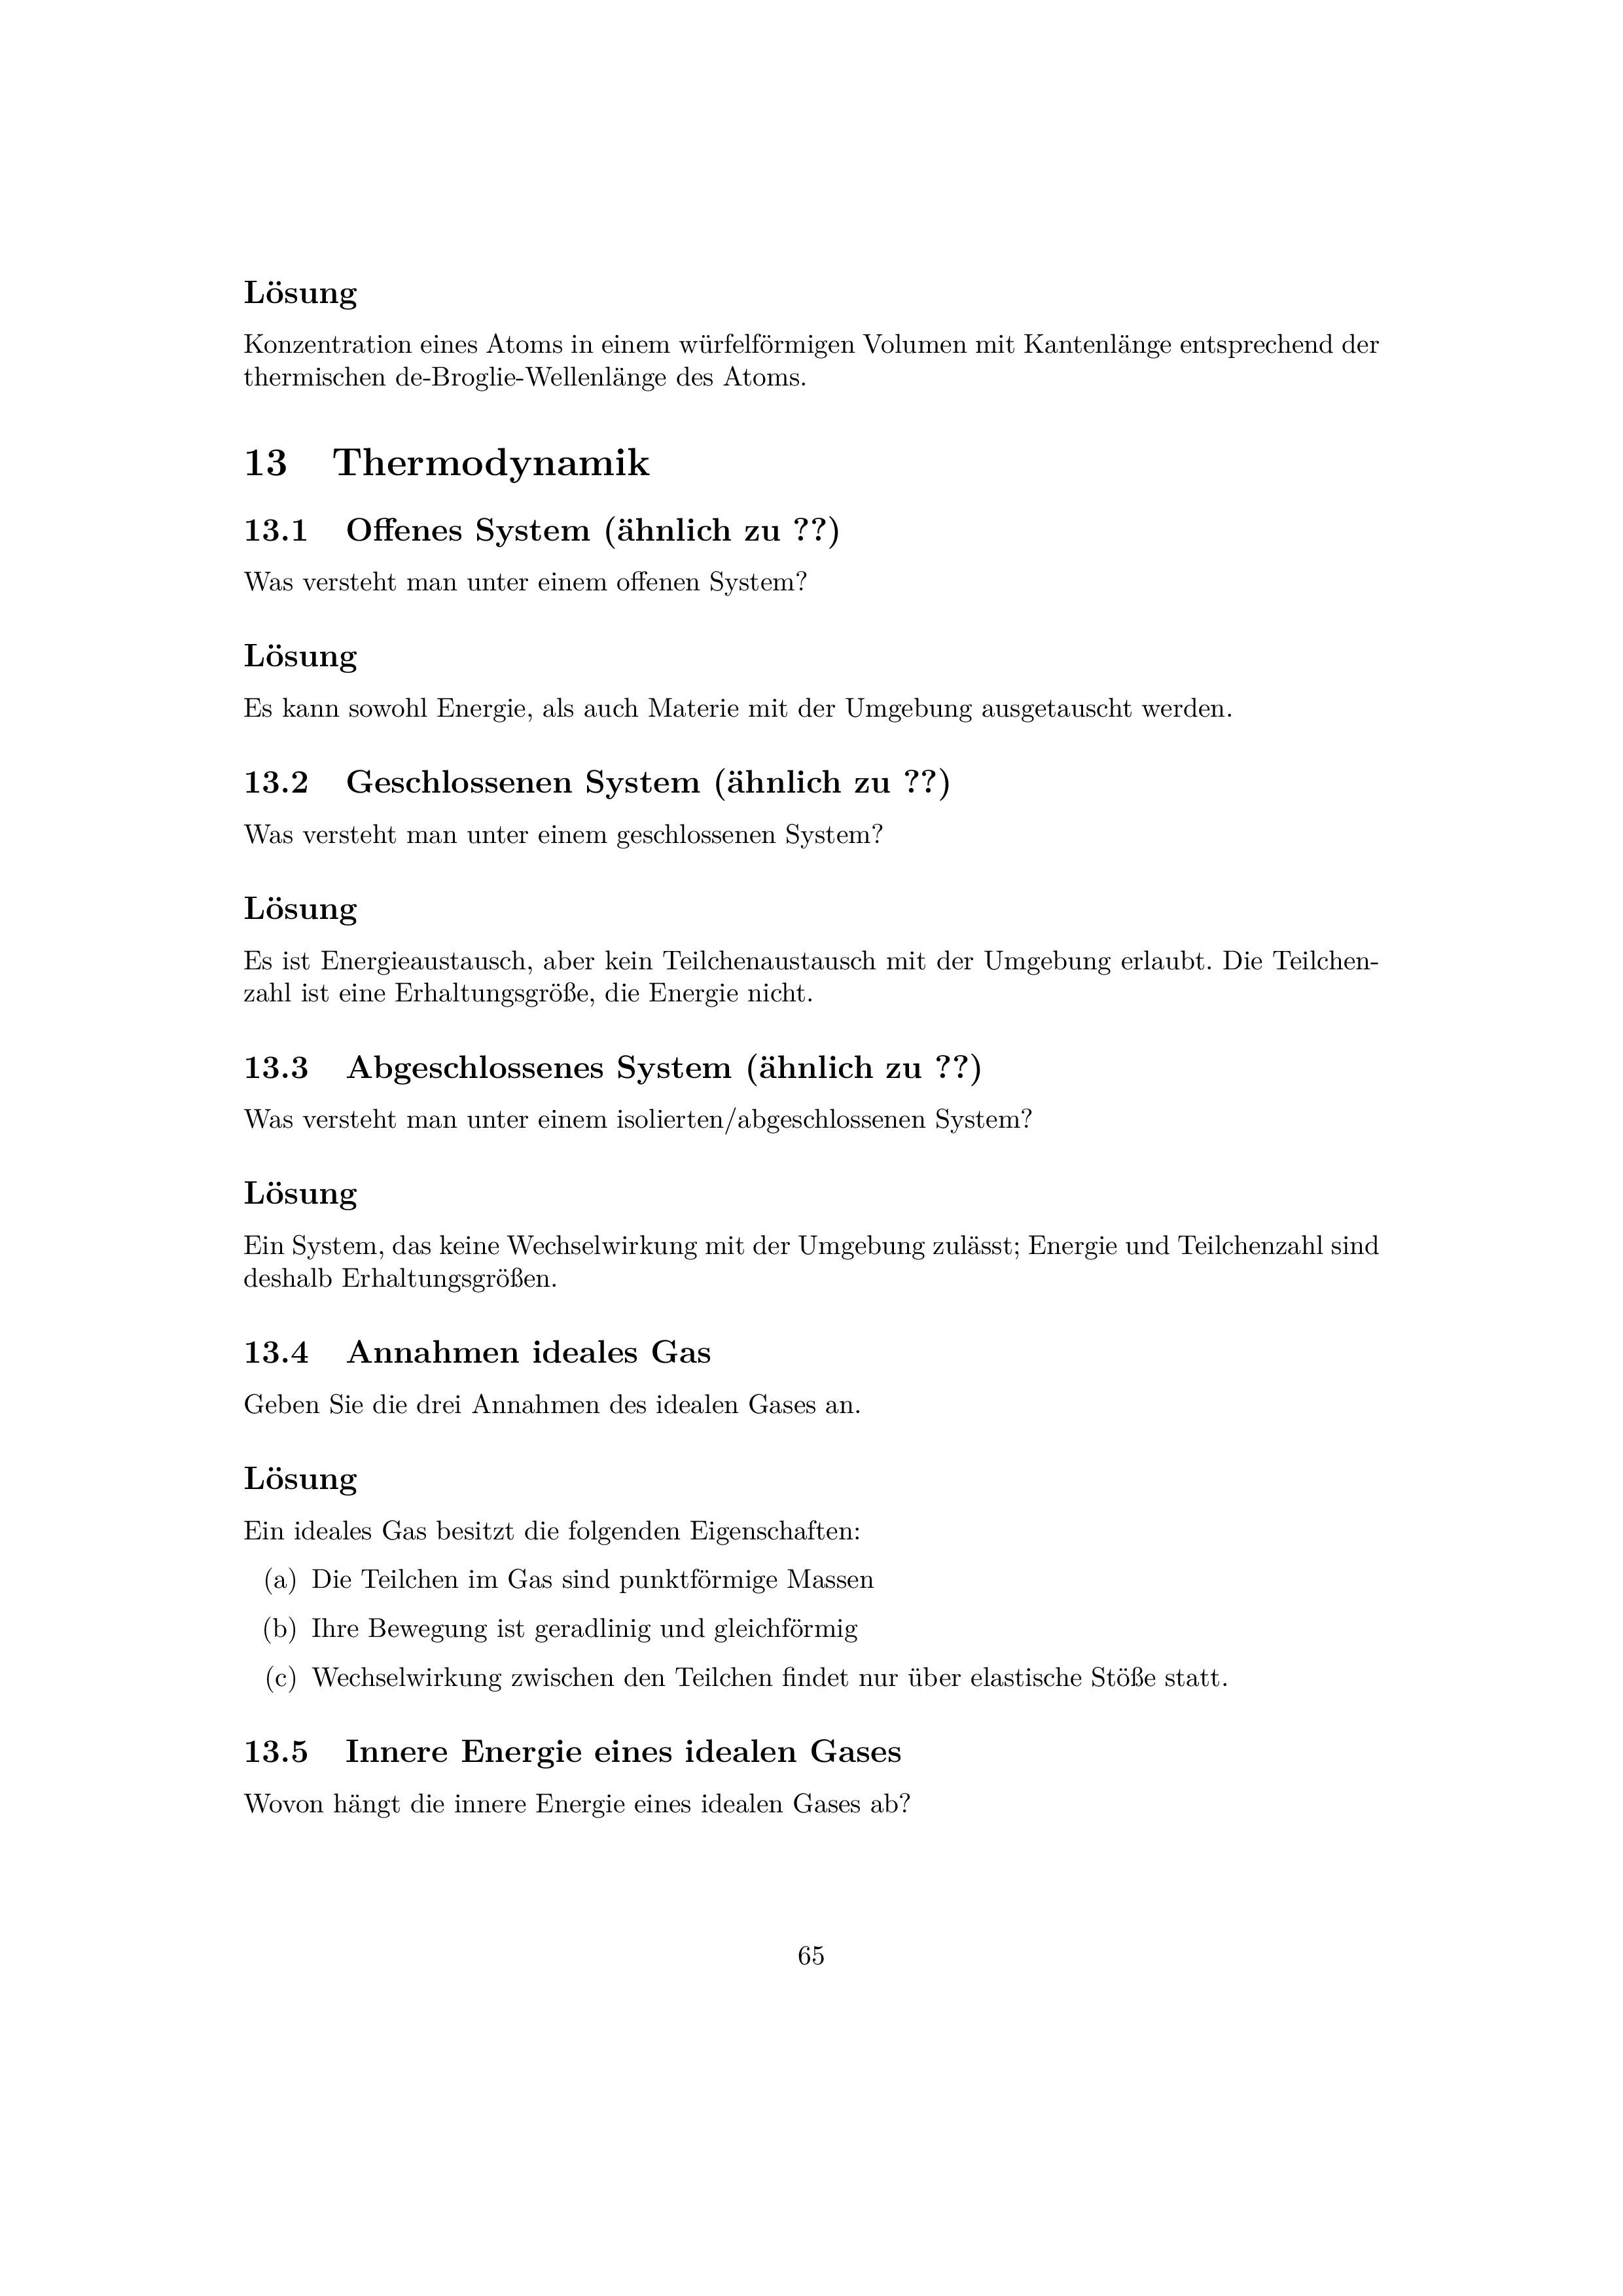 Lösung
Konzentration eines Atoms in einem würfelförmigen Volumen mit Kantenlänge entsprechend der
thermischen de-Broglie-Wellenlänge des Atoms.
13 Thermodynamik
13.1 Offenes System (ähnlich zu ??)
Was versteht man unter einem offenen System?
Lösung
Es kann sowohl Energie, als auch Materie mit der Umgebung ausgetauscht werden.
13.2 Geschlossenen System (ähnlich zu ??)
Was versteht man unter einem geschlossenen System?
Lösung
Es ist Energieaustausch, aber kein Teilchenaustausch mit der Umgebung erlaubt. Die Teilchen-
zahl ist eine Erhaltungsgröße, die Energie nicht.
13.3 Abgeschlossenes System (ähnlich zu ??)
Was versteht man unter einem isolierten/abgeschlossenen System?
Lösung
Ein System, das keine Wechselwirkung mit der Umgebung zulässt; Energie und Teilchenzahl sind
deshalb Erhaltungsgrößen.
13.4 Annahmen ideales Gas
Geben Sie die drei Annahmen des idealen Gases an.
Lösung
Ein ideales Gas besitzt die folgenden Eigenschaften:
(a) Die Teilchen im Gas sind punktförmige Massen
(b) Ihre Bewegung ist geradlinig und gleichförmig
(c) Wechselwirkung zwischen den Teilchen findet nur über elastische Stöße statt.
13.5 Innere Energie eines idealen Gases
Wovon hängt die innere Energie eines idealen Gases ab?
65